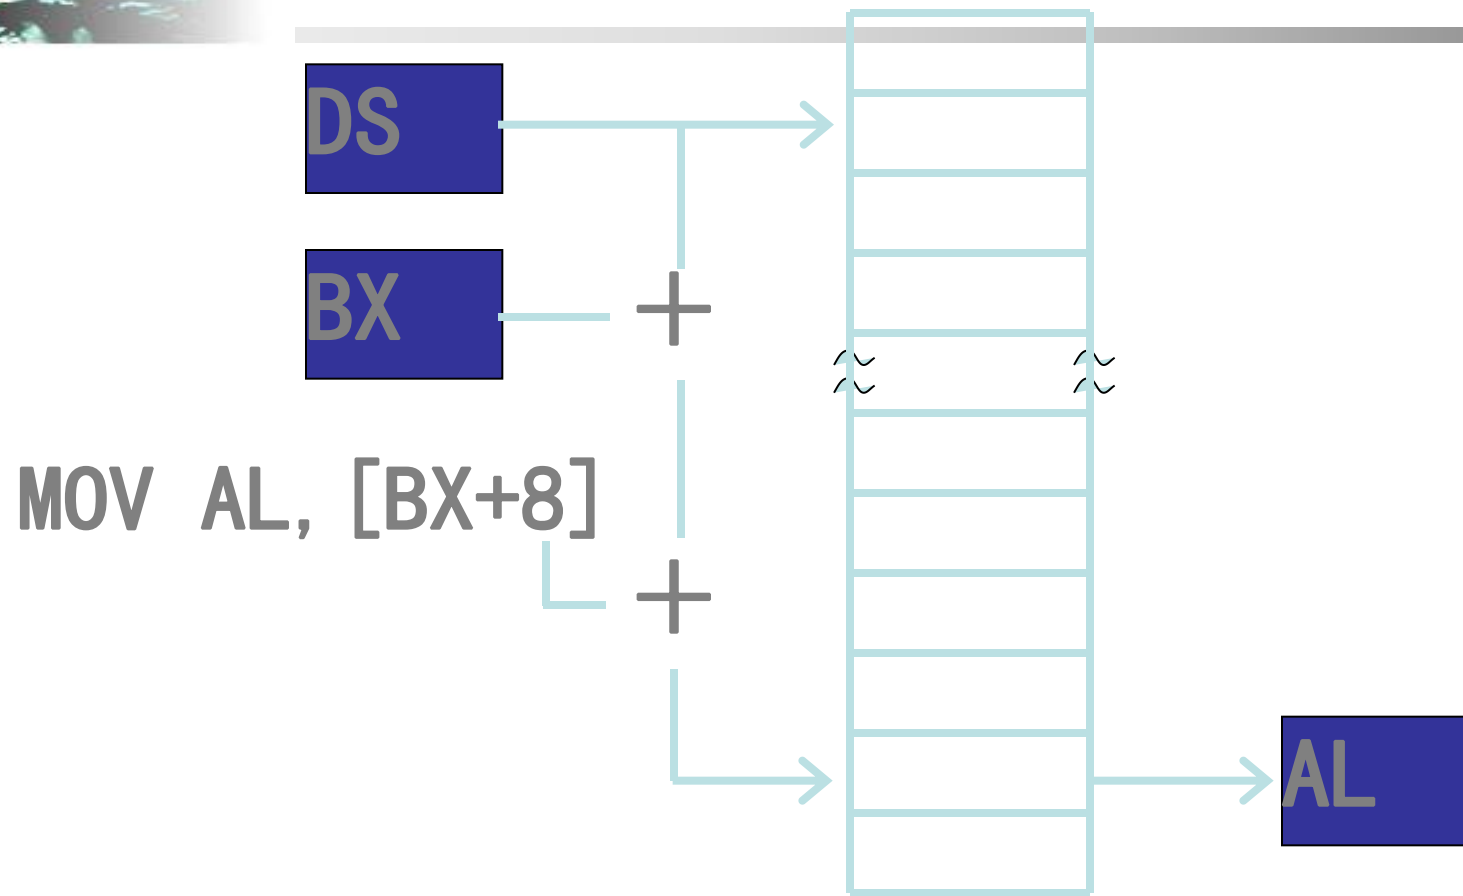 DS
BX
+
MOV AL, [BX+8]
+
AL